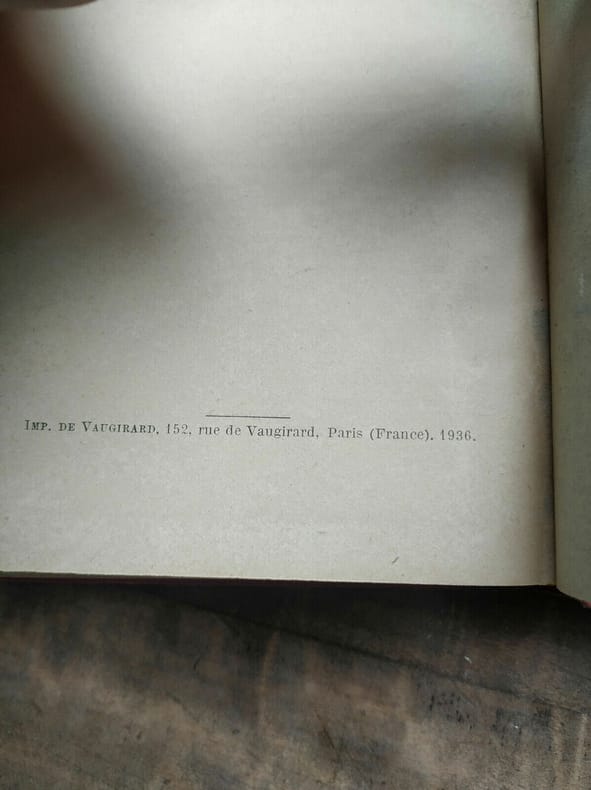 IMP. DE VAUGIRARD, 152, rue de Vaugirard, Paris (France). 1936.